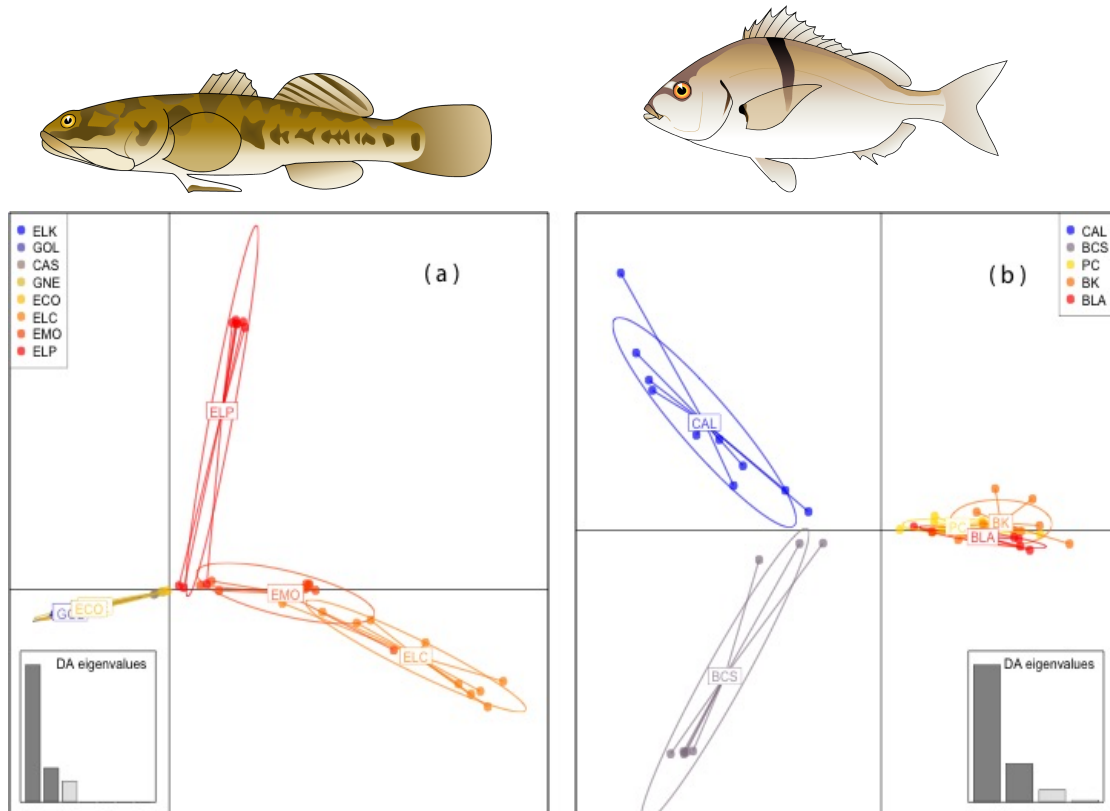 ELK
GOL
CAS
GNE
ECO
ELC
EMO
ELP
(a)
ELP
EMO
ELC
ECO
DA eigenvalues
(b)
CAL
BCS
PC
BK
BLA
CAL
BK
PC
BLA
BCS
DA eigenvalues